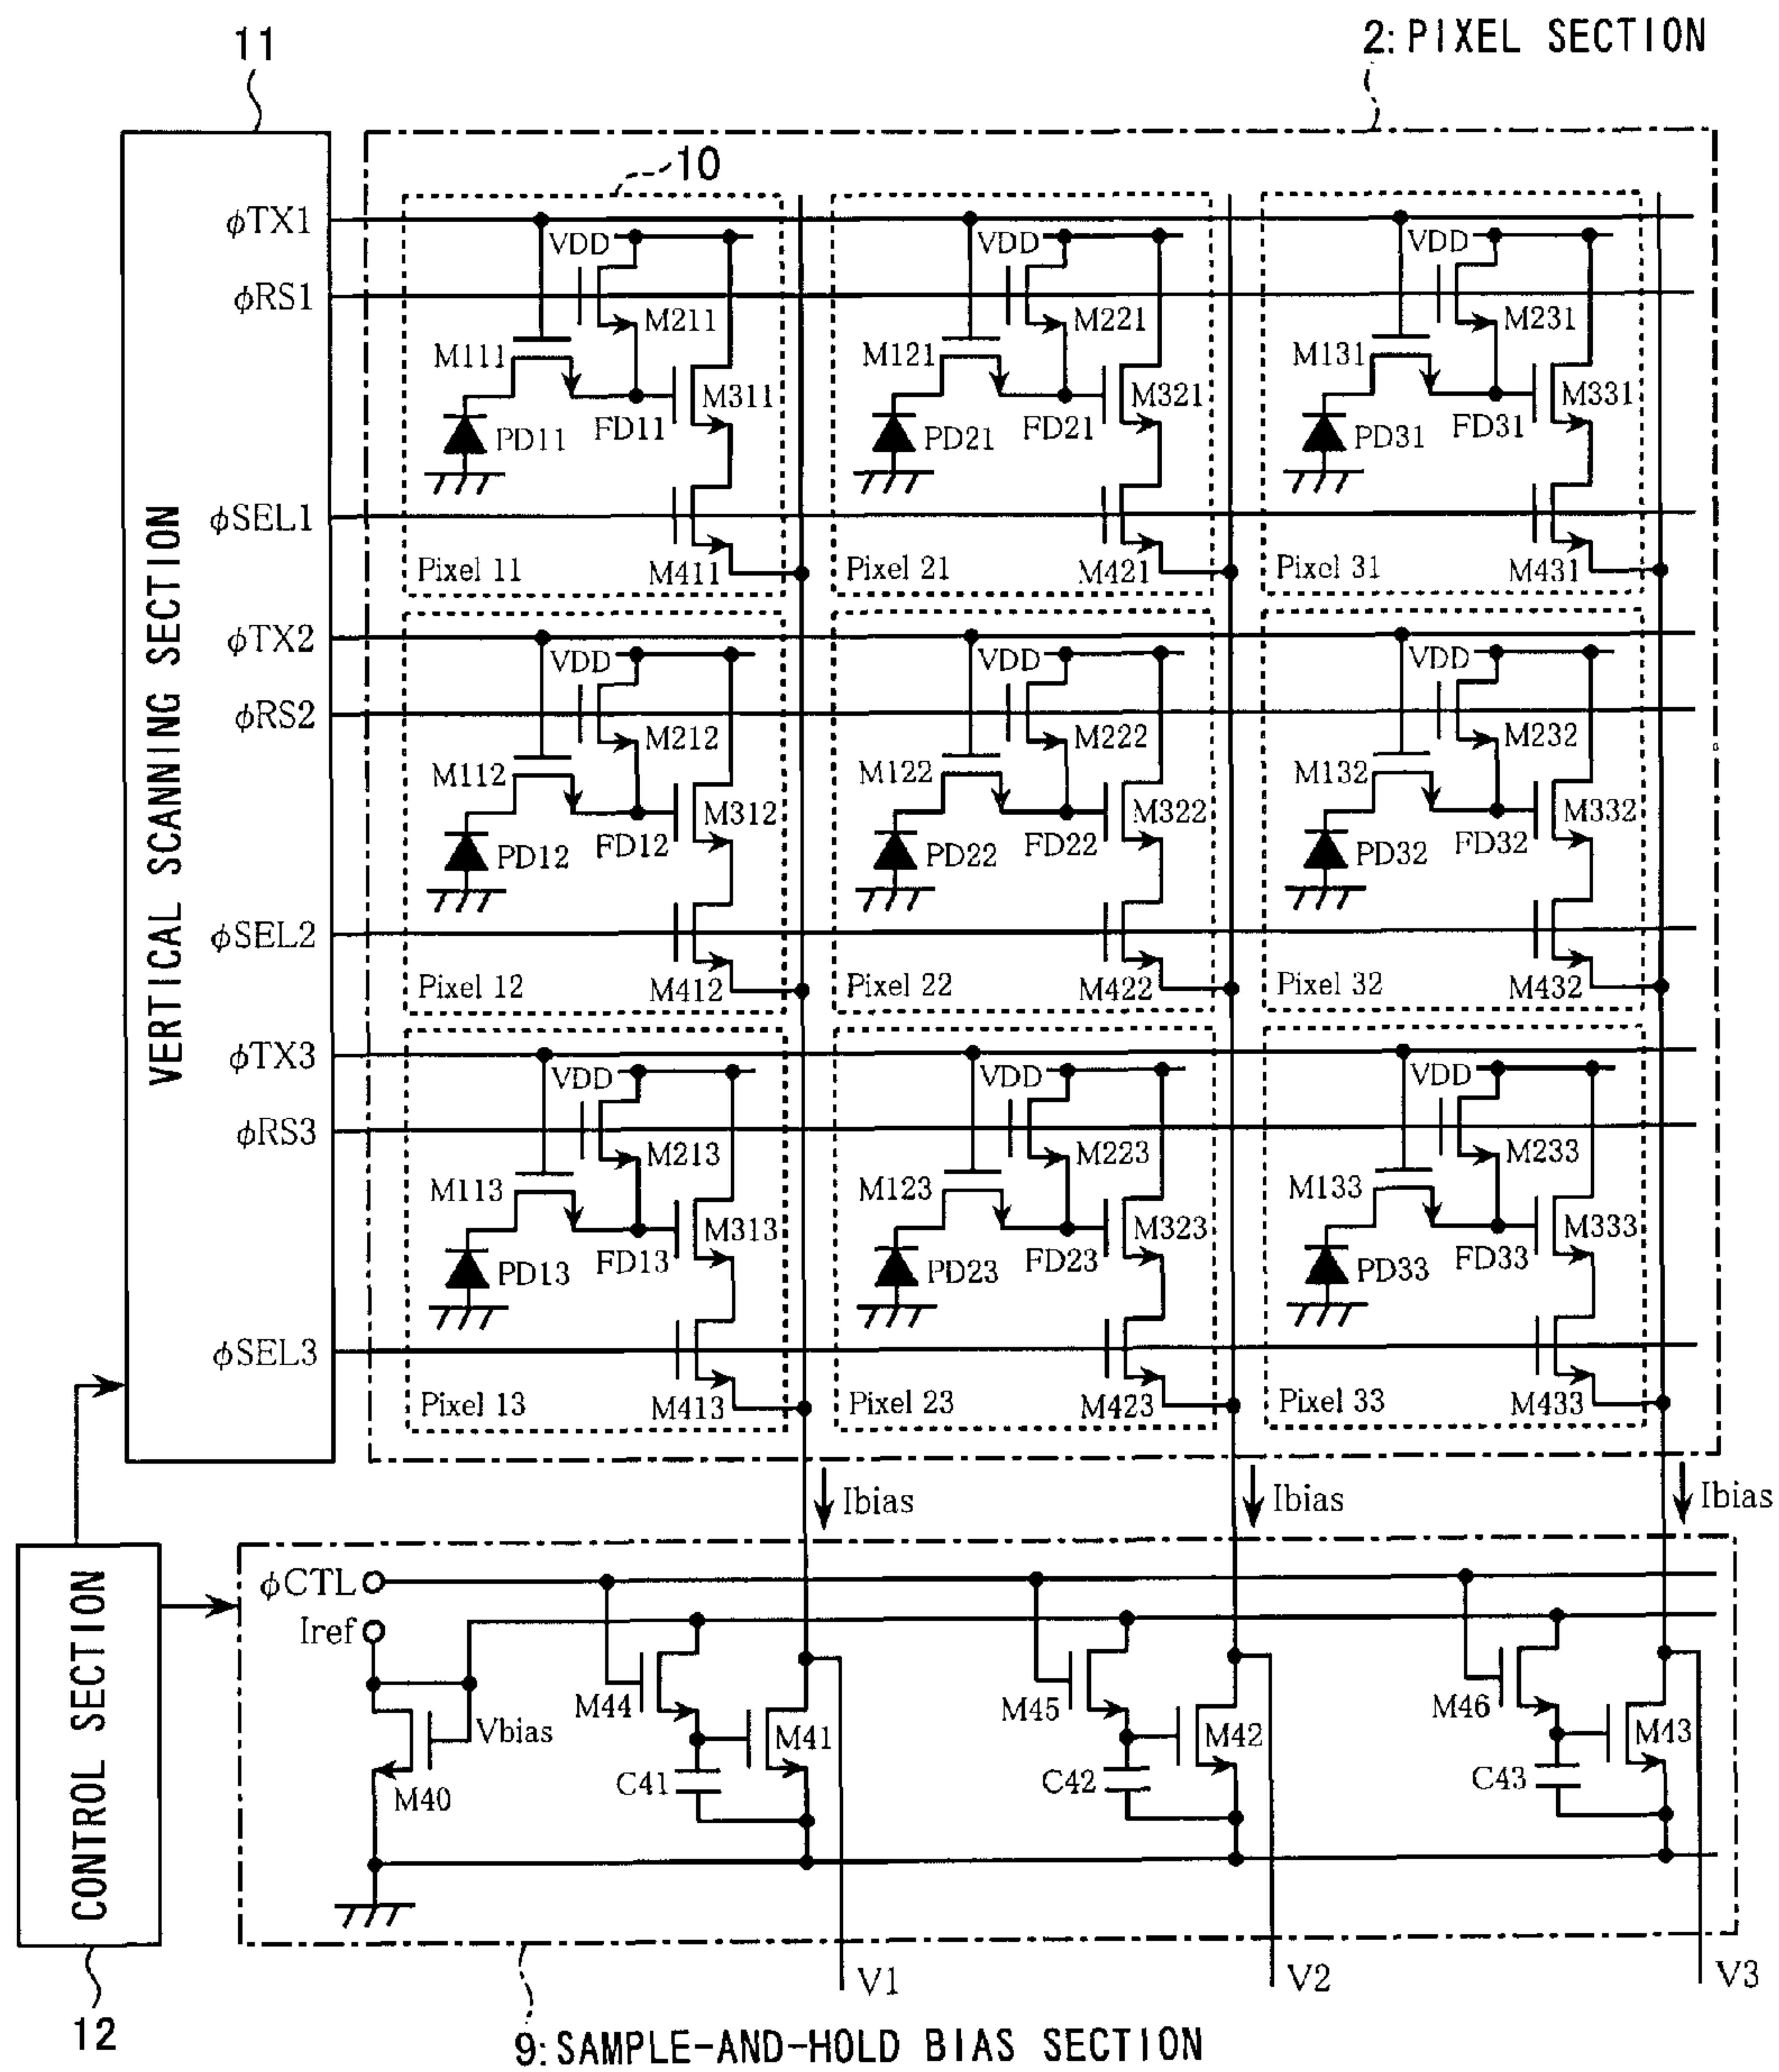 11
2: PIXEL SECTION
10
VERTICAL SCANNING SECTION
φTX1
VDD
VDD
VDD
φRS1
M211
M221
M231
M111
M121
M131
M311
M321
M331
PD11
FD11
PD21
FD21
PD31
FD31
φSEL1
Pixel 11
M411
Pixel 21
M421
Pixel 31
M431
φTX2
VDD
VDD
VDD
φRS2
M212
M222
M232
M112
M122
M132
M312
M322
M332
PD12
FD12
PD22
FD22
PD32
FD32
φSEL2
Pixel 12
M412
Pixel 22
M422
Pixel 32
M432
φTX3
VDD
VDD
VDD
φRS3
M213
M223
M233
M113
M123
M133
M313
M323
M333
PD13
FD13
PD23
FD23
PD33
FD33
φSEL3
Pixel 13
M413
Pixel 23
M423
Pixel 33
M433
Ibias
Ibias
Ibias
CONTROL SECTION
φCTL
Iref
M44
M45
M46
Vbias
M41
M42
M43
M40
C41
C42
C43
V1
V2
V3
12
9: SAMPLE-AND-HOLD BIAS SECTION